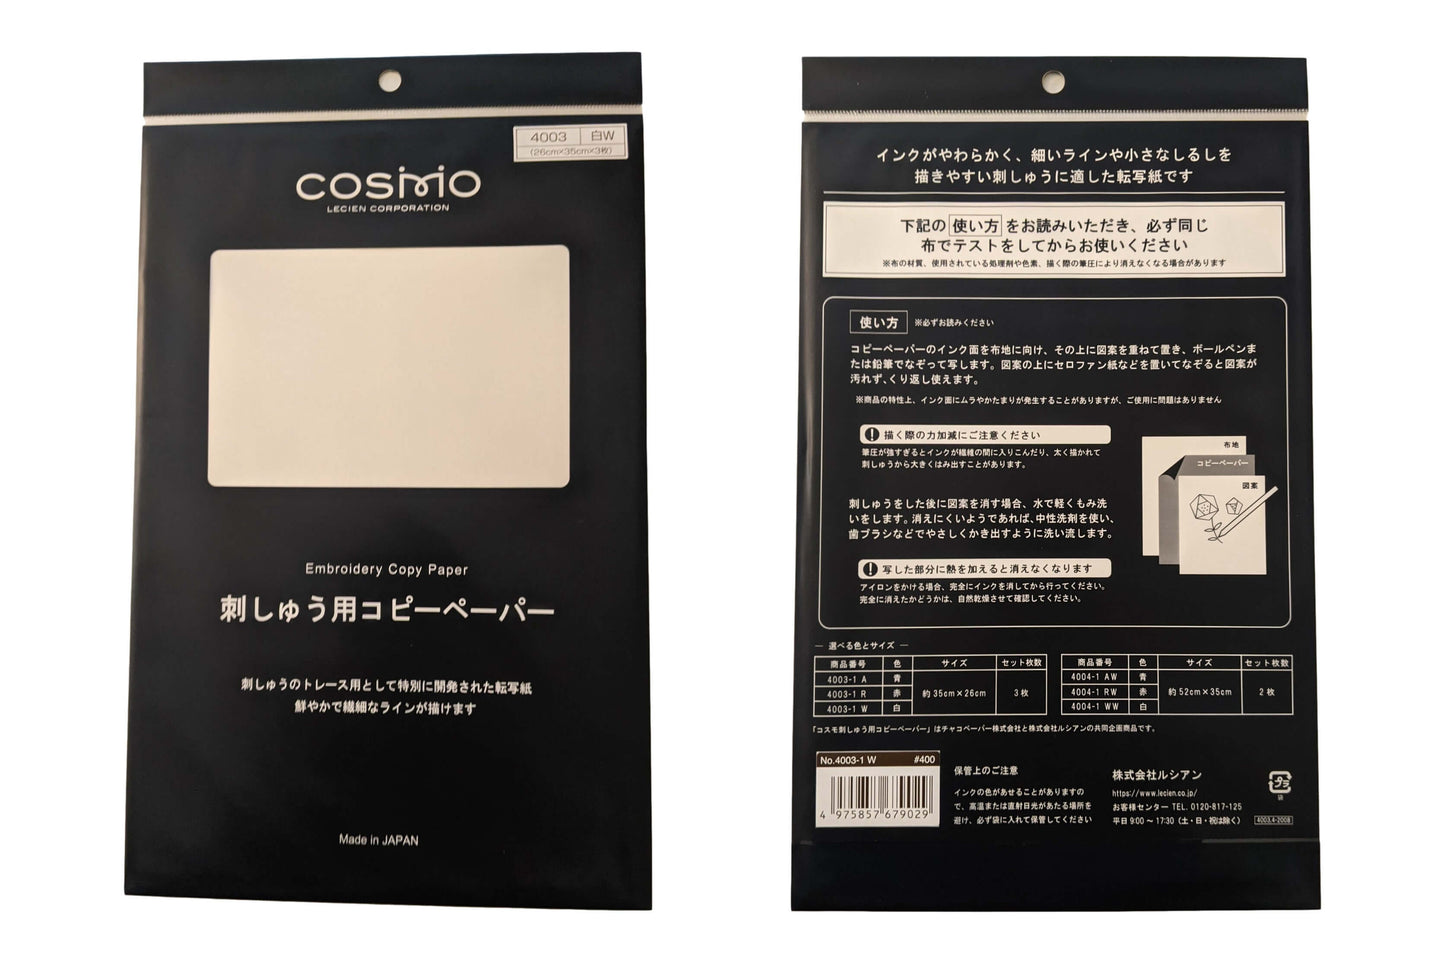 4003 白W
(26cm×35cm×3枚)
COSMO
LECIEN CORPORATION
Embroidery Copy Paper
刺しゅう用コピーペーパー
刺しゅうのトレース用として特別に開発された転写紙
鮮やかで繊細なラインが描けます
Made in JAPAN
インクがやわらかく、細いラインや小さなしるしを
描きやすい刺しゅうに適した転写紙です
下記の 使い方 をお読みいただき、必ず同じ
布でテストをしてからお使いください
※布の材質、使用されている処理剤や色素、描く際の筆圧により消えなくなる場合があります
使い方 ※必ずお読みください
コピーペーパーのインク面を布地に向け、その上に図案を重ねて置き、ボールペンま
たは鉛筆でなぞって写します。図案の上にセロファン紙などを置いてなぞると図案が
汚れず、くり返し使えます。
※商品の特性上、インク面にムラやかたまりが発生することがありますが、ご使用に問題はありません
! 描く際の力加減にご注意ください
筆圧が強すぎるとインクが繊維の間に入りこんだり、太く描かれて
刺しゅうから大きくはみ出すことがあります。
布地
コピーペーパー
図案
刺しゅうをした後に図案を消す場合、水で軽くもみ洗
いをします。消えにくいようであれば、中性洗剤を使い、
歯ブラシなどでやさしくかき出すように洗い流します。
! 写した部分に熱を加えると消えなくなります
アイロンをかける場合、完全にインクを消してから行ってください。
完全に消えたかどうかは、自然乾燥させて確認してください。
― 選べる色とサイズ ―
商品番号 色 サイズ セット枚数
4003-1 A 青
4003-1 R 赤 約35cm×26cm 3枚
4003-1 W 白
商品番号 色 サイズ セット枚数
4004-1 AW 青
4004-1 RW 赤 約52cm×35cm 2枚
4004-1 WW 白
「コスモ刺しゅう用コピーペーパー」はチャコペーパー株式会社と株式会社ルシアンの共同企画商品です。
No.4003-1 W #400
4 975857 679029
保管上のご注意
インクの色があせることがありますの
で、高温または直射日光があたる場所を
避け、必ず袋に入れて保管してください
株式会社ルシアン
https://www.lecien.co.jp/
お客様センター TEL. 0120-817-125
平日 9:00～17:30(土・日・祝は除く)
プラ
袋
4003,4-2008